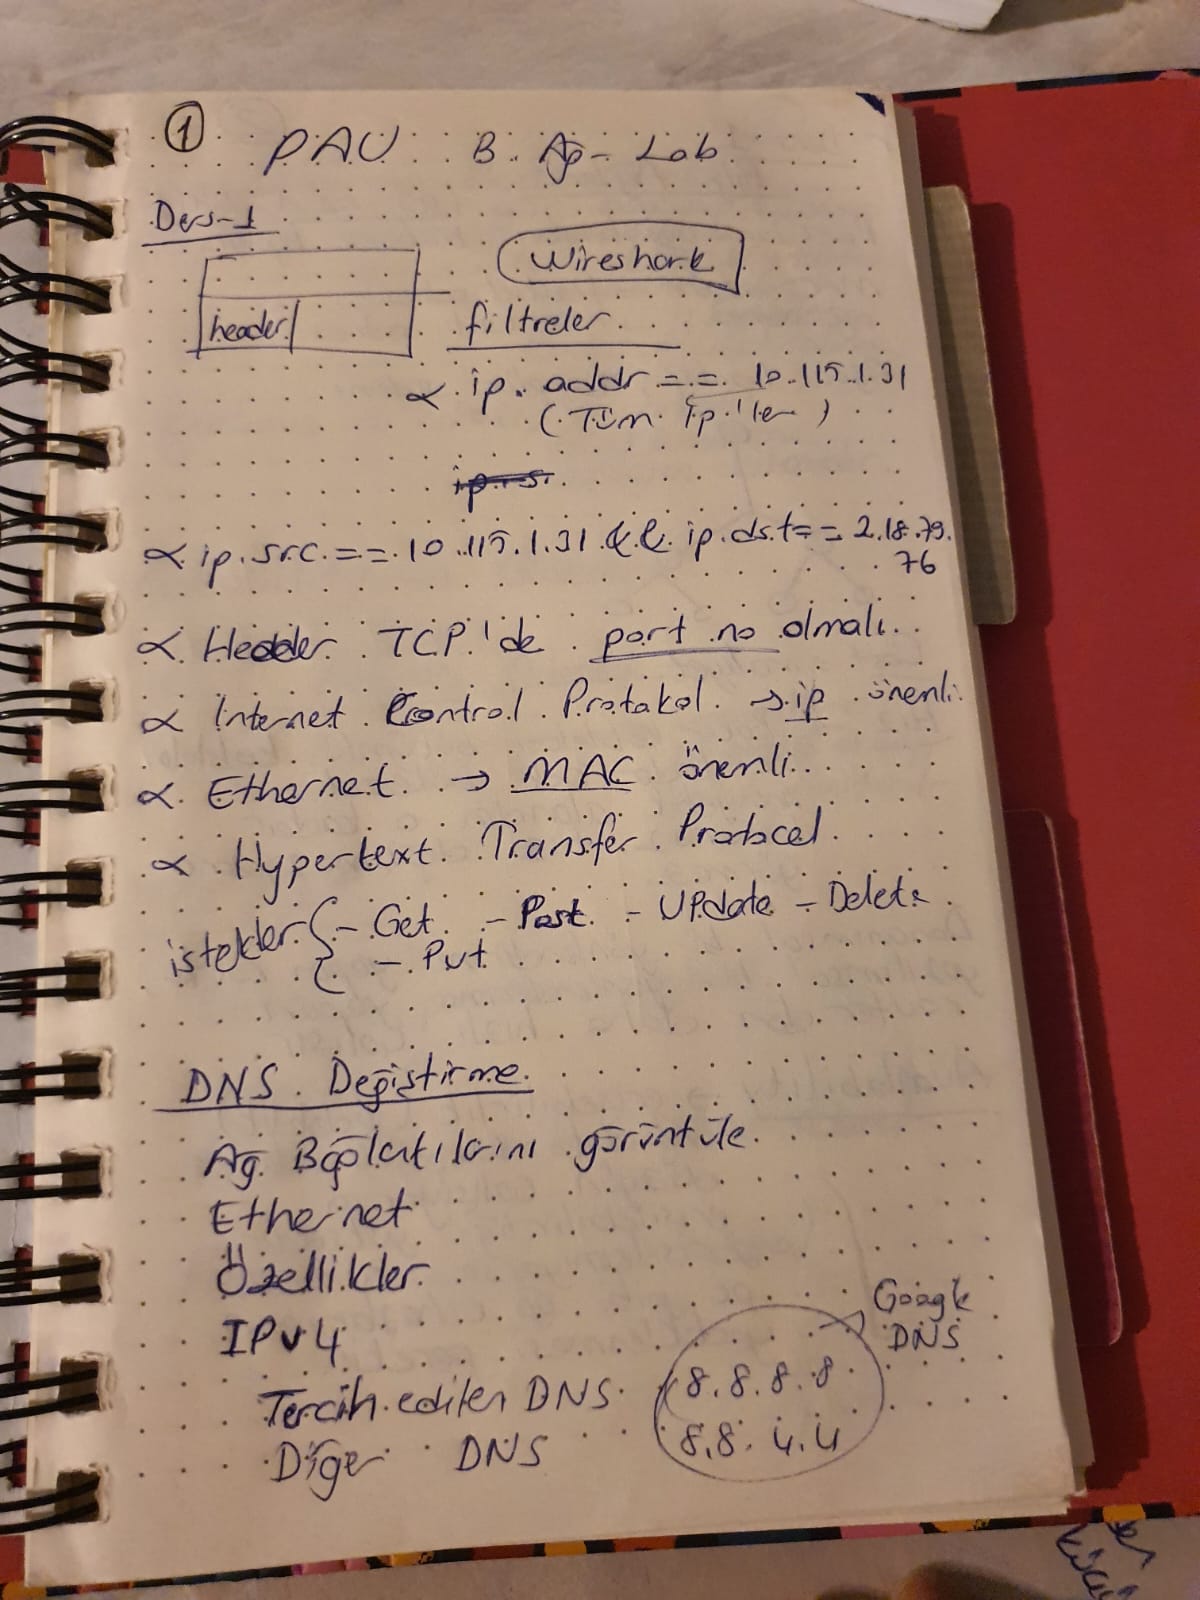 1 PAU B. Ağ - Lab
Ders-1
Wireshark
header
filtreler
∝ ip. addr == 10.115.1.31
(Tüm ip'ler)
ip.s
∝ ip.src == 10.115.1.31 && ip.dst == 2.18.79.
76
∝ Header TCP'de port no olmalı.
∝ Internet Control Protokol → ip önemli.
∝ Ethernet → MAC önemli.
∝ Hypertext Transfer Protocol
istekler { - Get - Post - UPdate - Delete
- Put
DNS Değiştirme
Ağ Bağlantılarını görüntüle
Ethernet
Özellikler
IPv4
Google
DNS
Tercih edilen DNS 8.8.8.8
Diğer DNS 8.8.4.4